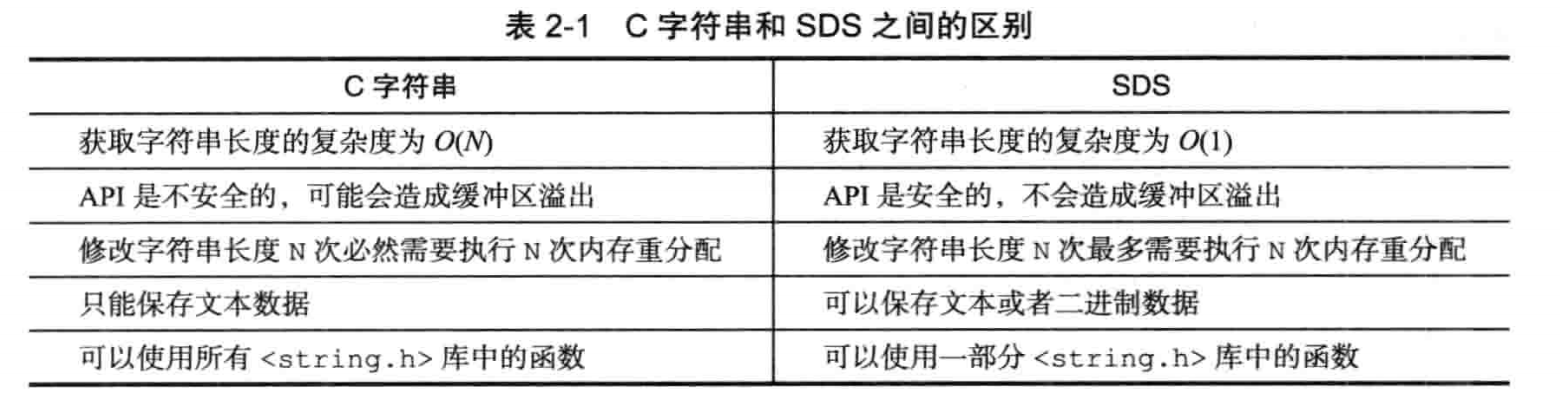 表 2-1 C 字符串和 SDS 之间的区别
C 字符串 SDS
获取字符串长度的复杂度为 O(N) 获取字符串长度的复杂度为 O(1)
API 是不安全的，可能会造成缓冲区溢出 API 是安全的，不会造成缓冲区溢出
修改字符串长度 N 次必然需要执行 N 次内存重分配 修改字符串长度 N 次最多需要执行 N 次内存重分配
只能保存文本数据 可以保存文本或者二进制数据
可以使用所有 <string.h> 库中的函数 可以使用一部分 <string.h> 库中的函数